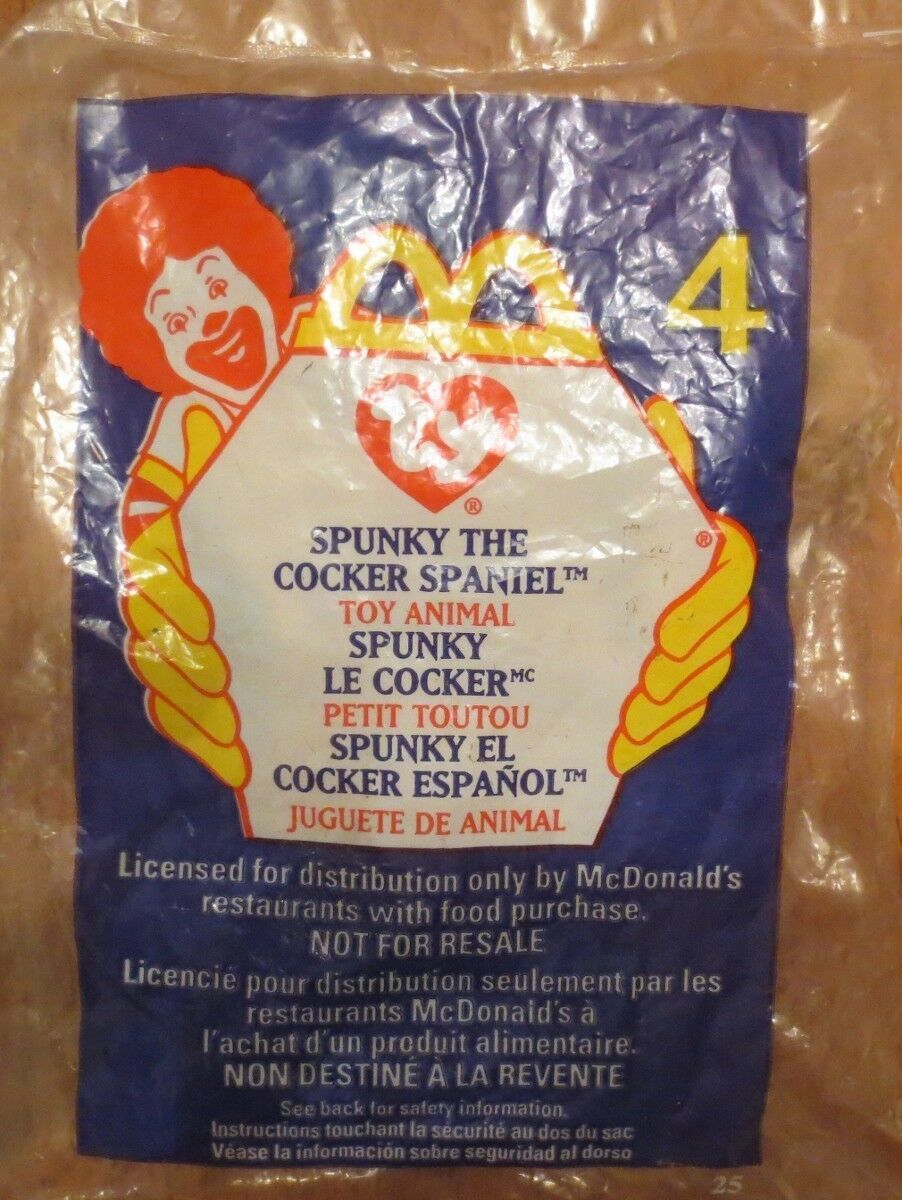 4
ty
®
®
SPUNKY THE
COCKER SPANIEL™
TOY ANIMAL
SPUNKY
LE COCKERMC
PETIT TOUTOU
SPUNKY EL
COCKER ESPAÑOL™
JUGUETE DE ANIMAL
Licensed for distribution only by McDonald's
restaurants with food purchase.
NOT FOR RESALE
Licencié pour distribution seulement par les
restaurants McDonald's à
l'achat d'un produit alimentaire.
NON DESTINÉ À LA REVENTE
See back for safety information.
Instructions touchant la sécurité au dos du sac
Véase la información sobre seguridad al dorso
25